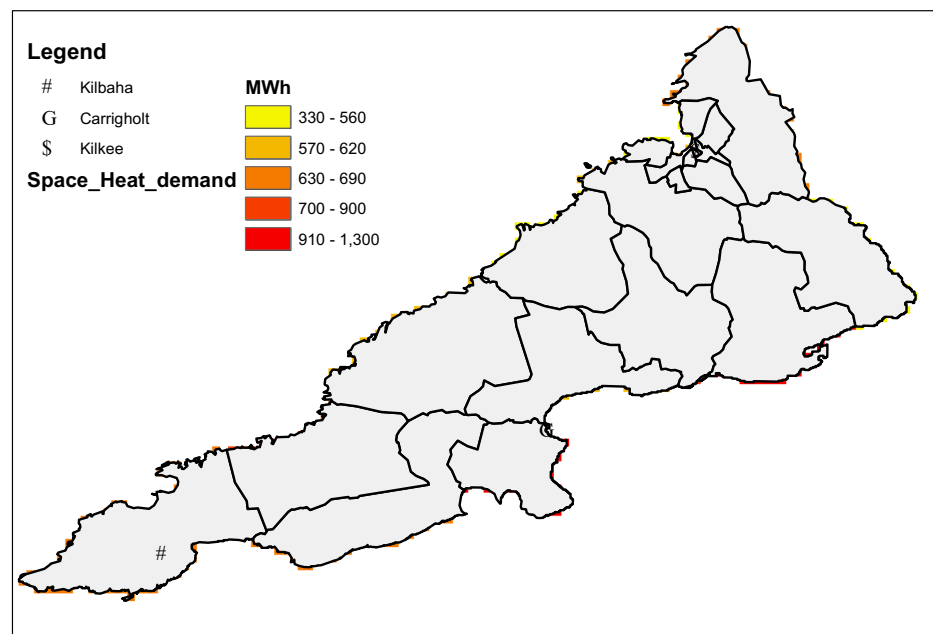 Legend
# Kilbaha
G Carrigholt
$ Kilkee
Space_Heat_demand
MWh
330 - 560
570 - 620
630 - 690
700 - 900
910 - 1,300
G
#